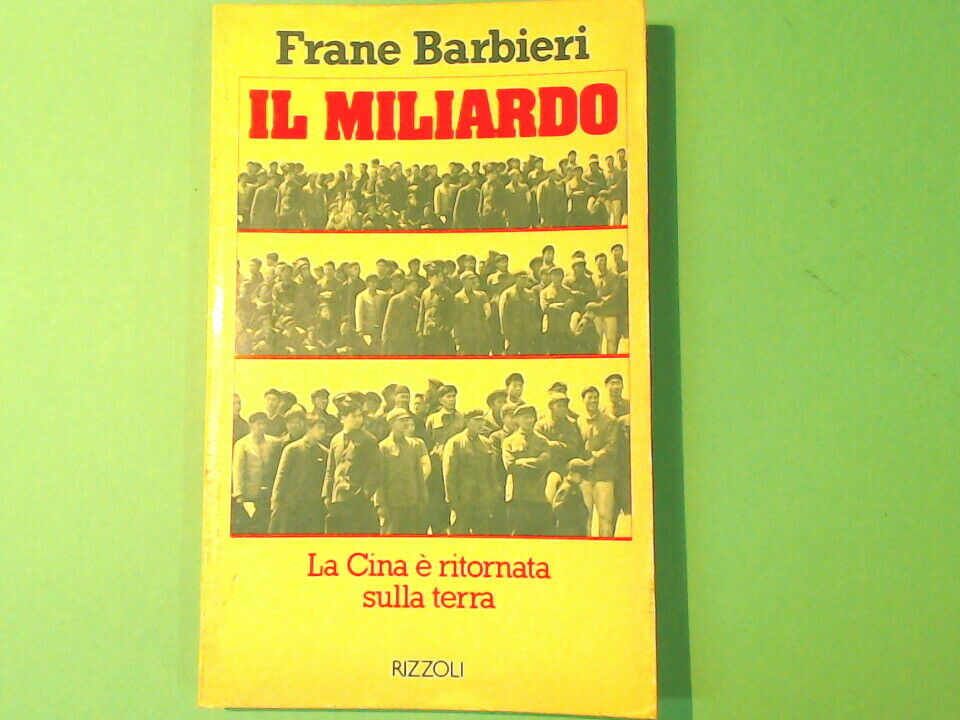 Frane Barbieri
IL MILIARDO
La Cina è ritornata
sulla terra
RIZZOLI